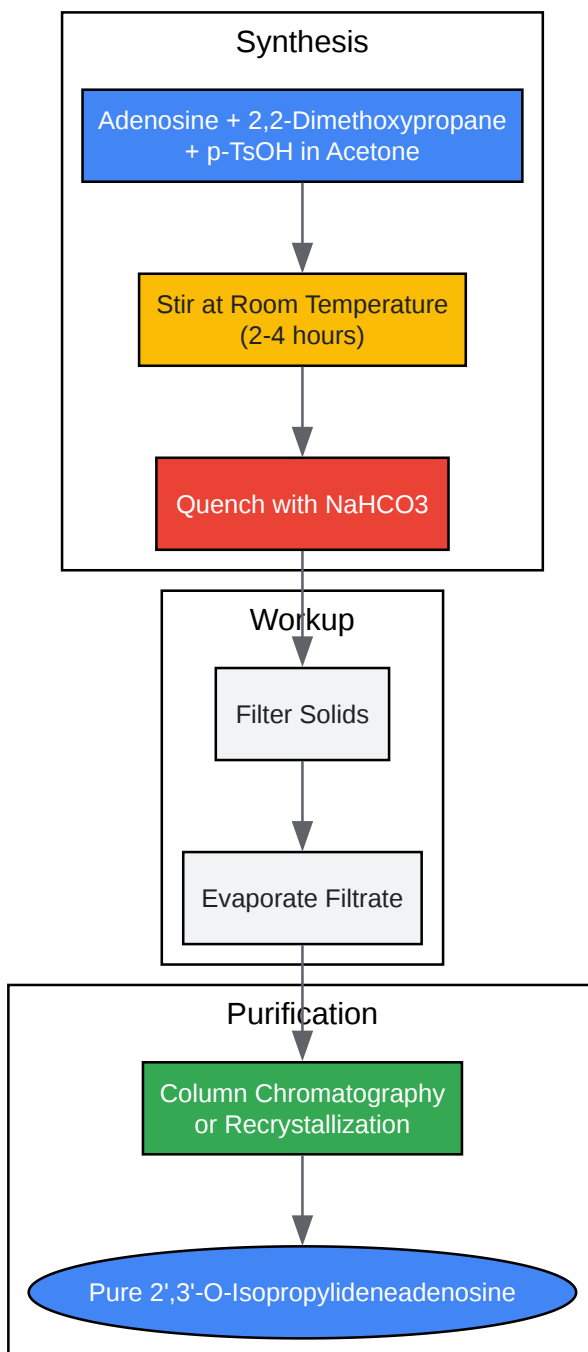 Synthesis
Adenosine + 2,2-Dimethoxypropane
+ p-TsOH in Acetone
Stir at Room Temperature
(2-4 hours)
Quench with NaHCO3
Workup
Filter Solids
Evaporate Filtrate
Purification
Column Chromatography
or Recrystallization
Pure 2',3'-O-Isopropylideneadenosine